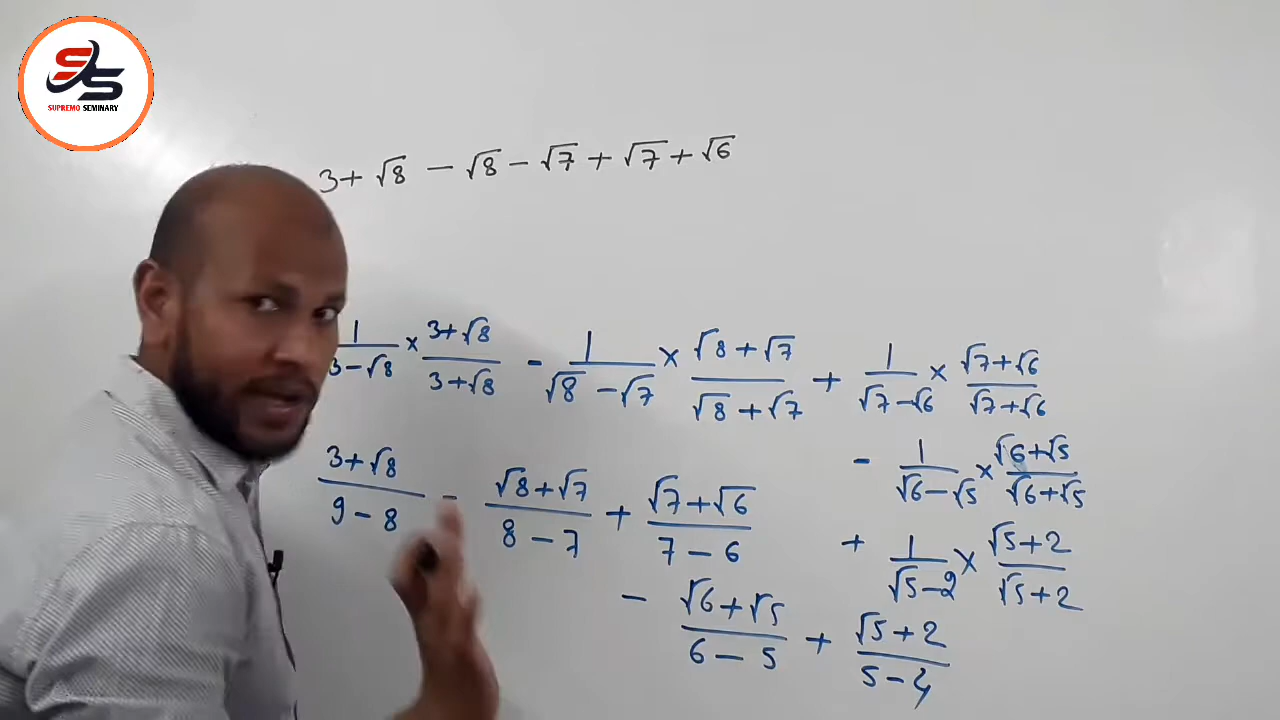 SS
SUPREMO SEMINARY
3+ √8 - √8 - √7 + √7 + √6
1/(3-√8) × (3+√8)/(3+√8) - 1/(√8-√7) × (√8+√7)/(√8+√7) + 1/(√7-√6) × (√7+√6)/(√7+√6)
- 1/(√6-√5) × (√6+√5)/(√6+√5)
(3+√8)/(9-8) - (√8+√7)/(8-7) + (√7+√6)/(7-6)
+ 1/(√5-2) × (√5+2)/(√5+2)
- (√6+√5)/(6-5) + (√5+2)/(5-4)